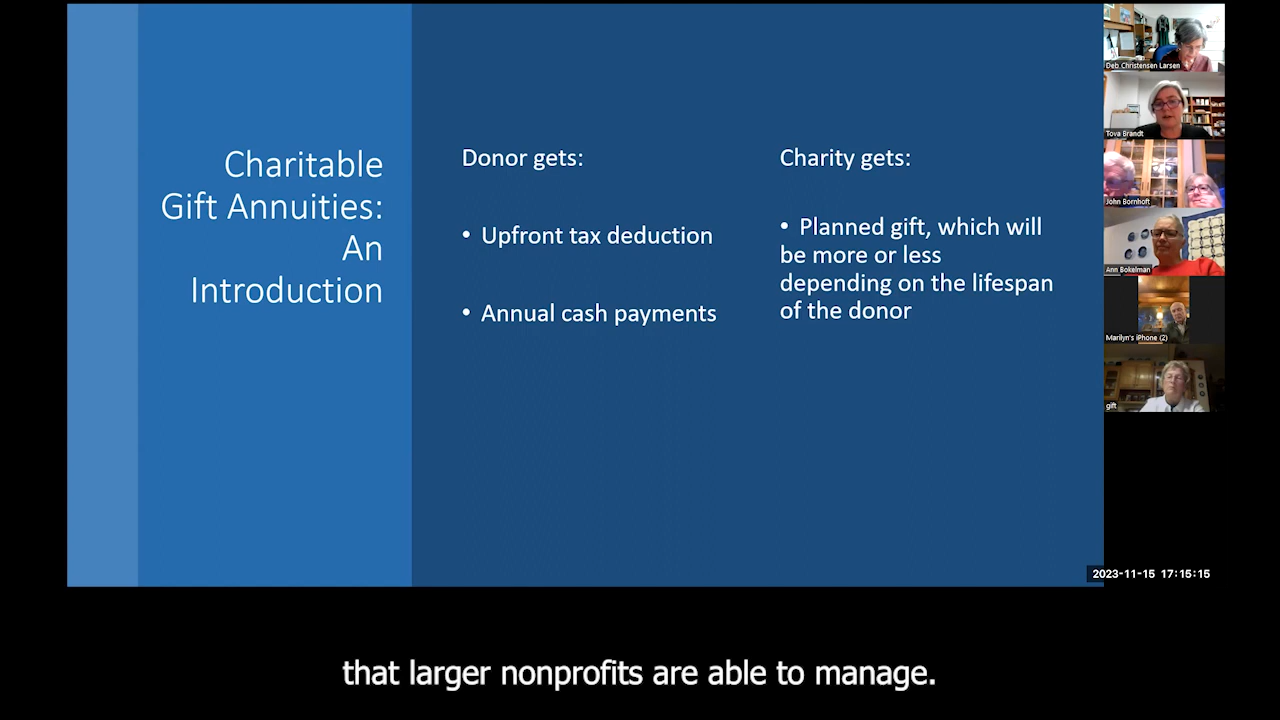 Charitable
Gift Annuities:
An
Introduction
Donor gets:
• Upfront tax deduction
• Annual cash payments
Charity gets:
• Planned gift, which will
be more or less
depending on the lifespan
of the donor
Deb Christensen Larsen
Tova Brandt
John Bornhoft
Ann Bokelman
Marilyn's iPhone (2)
gift
2023-11-15 17:15:15
that larger nonprofits are able to manage.